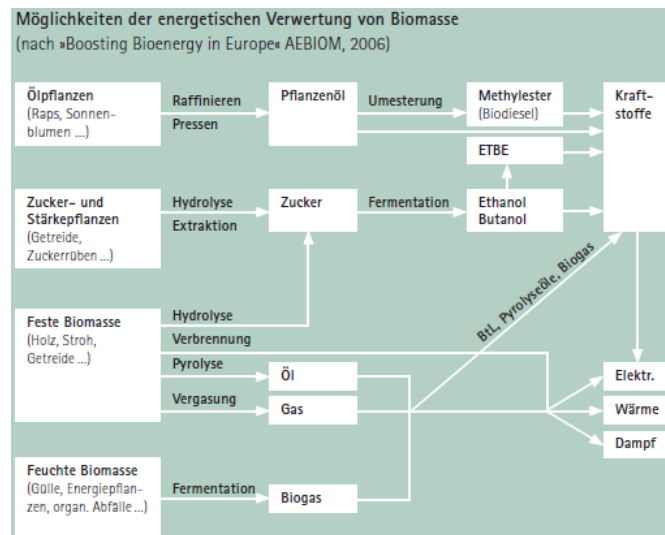 Möglichkeiten der energetischen Verwertung von Biomasse
(nach »Boosting Bioenergy in Europe« AEBIOM, 2006)
Ölpflanzen
(Raps, Sonnen-
blumen ...)
Raffinieren
Pressen
Pflanzenöl
Umesterung
Methylester
(Biodiesel)
Kraft-
stoffe
ETBE
Zucker- und
Stärkepflanzen
(Getreide,
Zuckerrüben ...)
Hydrolyse
Extraktion
Zucker
Fermentation
Ethanol
Butanol
BtL, Pyrolyseöle, Biogas
Feste Biomasse
(Holz, Stroh,
Getreide ...)
Hydrolyse
Verbrennung
Pyrolyse
Vergasung
Öl
Gas
Elektr.
Wärme
Dampf
Feuchte Biomasse
(Gülle, Energiepflan-
zen, organ. Abfälle ...)
Fermentation
Biogas